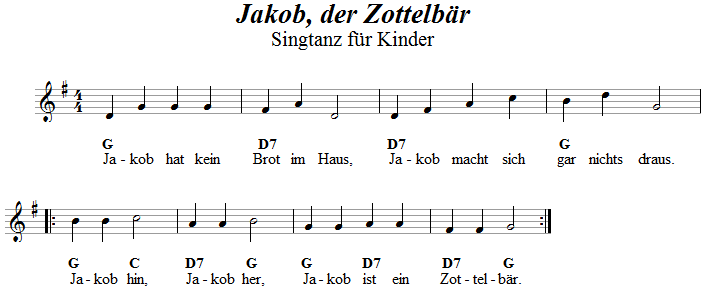 Jakob, der Zottelbär
Singtanz für Kinder
4
4
G D7 D7 G
Ja - kob hat kein Brot im Haus, Ja - kob macht sich gar nichts draus.
G C D7 G G D7 D7 G
Ja - kob hin, Ja - kob her, Ja - kob ist ein Zot - tel - bär.